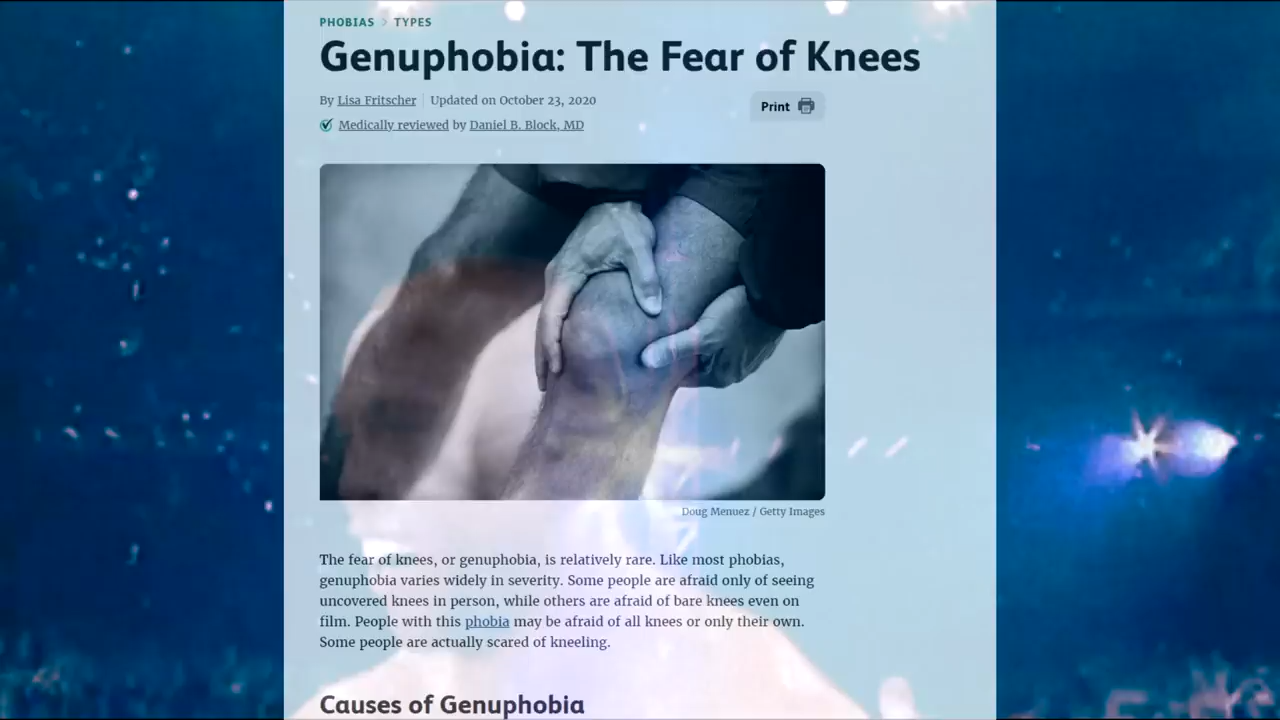 PHOBIAS > TYPES
Genuphobia: The Fear of Knees
By Lisa Fritscher | Updated on October 23, 2020
Print
Medically reviewed by Daniel B. Block, MD
Doug Menuez / Getty Images
The fear of knees, or genuphobia, is relatively rare. Like most phobias,
genuphobia varies widely in severity. Some people are afraid only of seeing
uncovered knees in person, while others are afraid of bare knees even on
film. People with this phobia may be afraid of all knees or only their own.
Some people are actually scared of kneeling.
Causes of Genuphobia